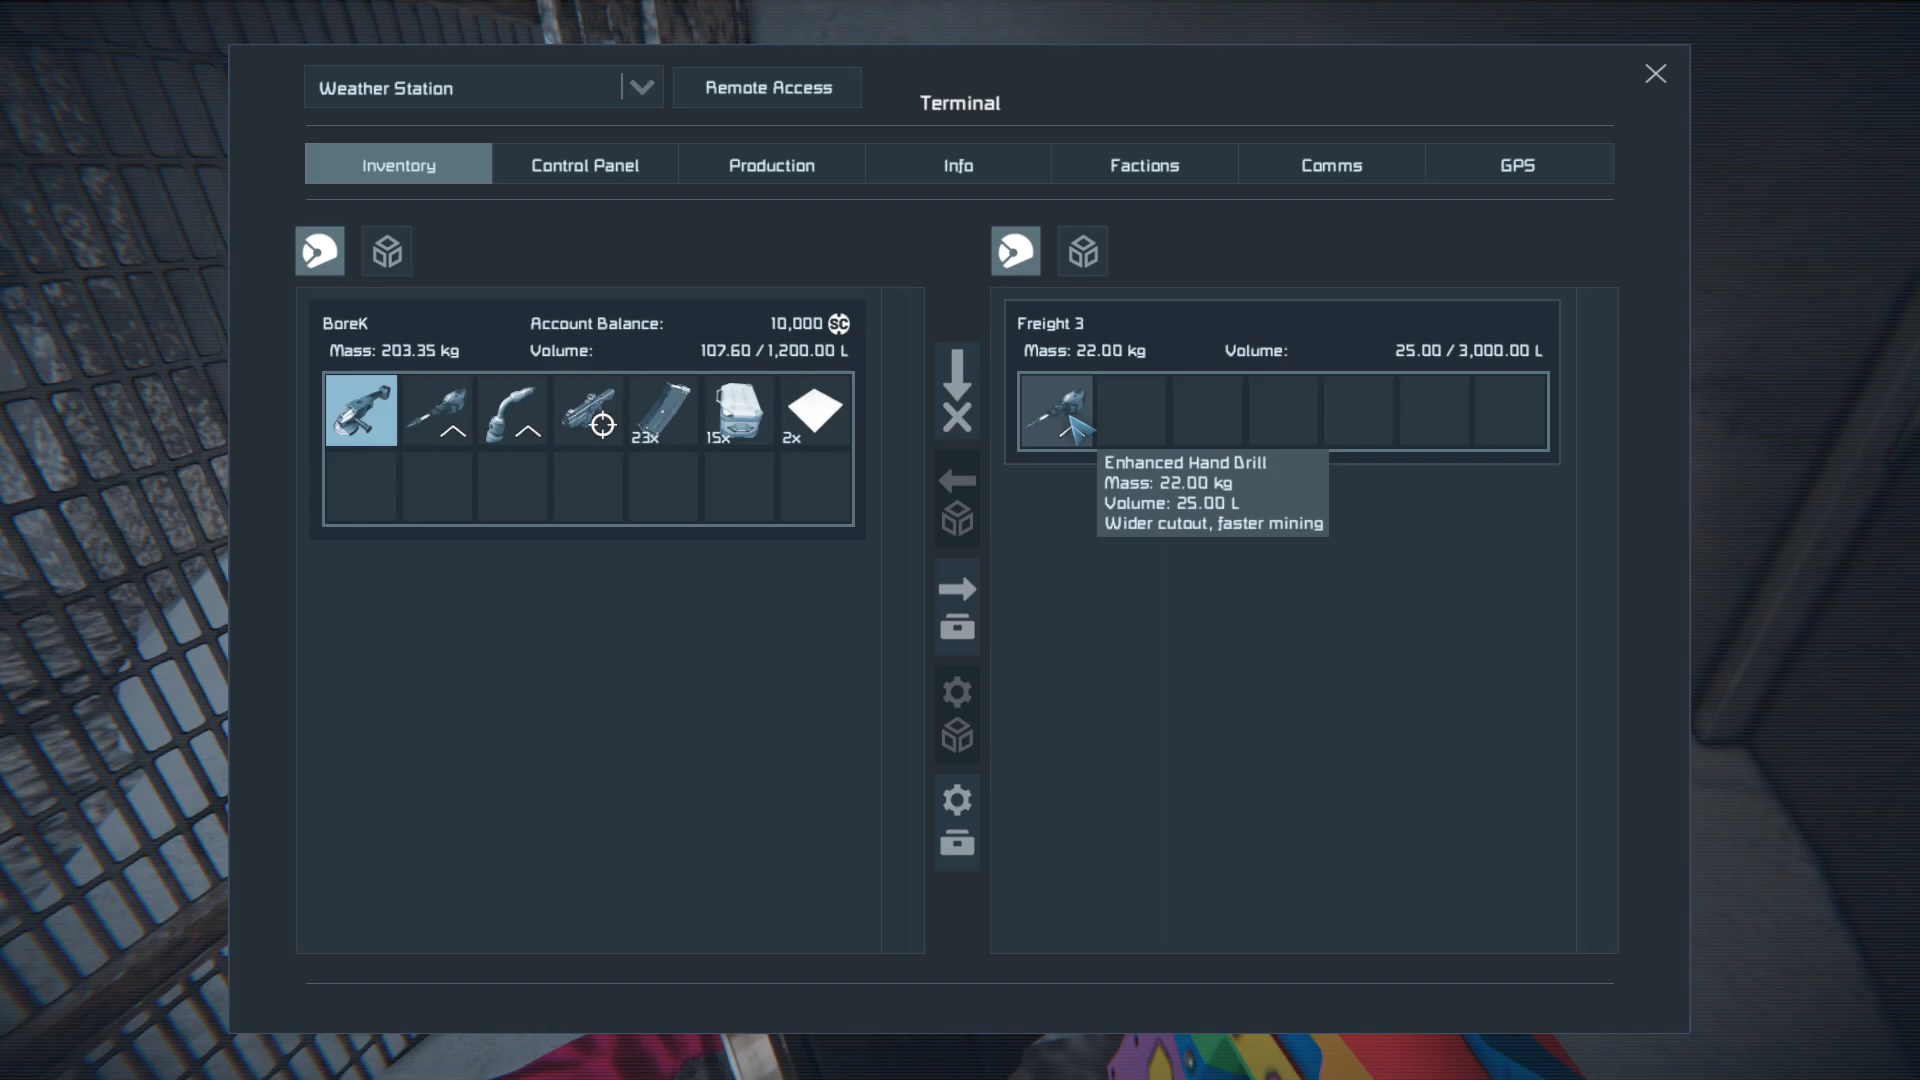 Weather Station
Remote Access
Terminal
Inventory
Control Panel
Production
Info
Factions
Comms
GPS
BoreK
Account Balance:
10,000 SC
Mass: 203.35 kg
Volume:
107.60 / 1,200.00 L
23x
15x
2x
Freight 3
Mass: 22.00 kg
Volume:
25.00 / 3,000.00 L
Enhanced Hand Drill
Mass: 22.00 kg
Volume: 25.00 L
Wider cutout, faster mining